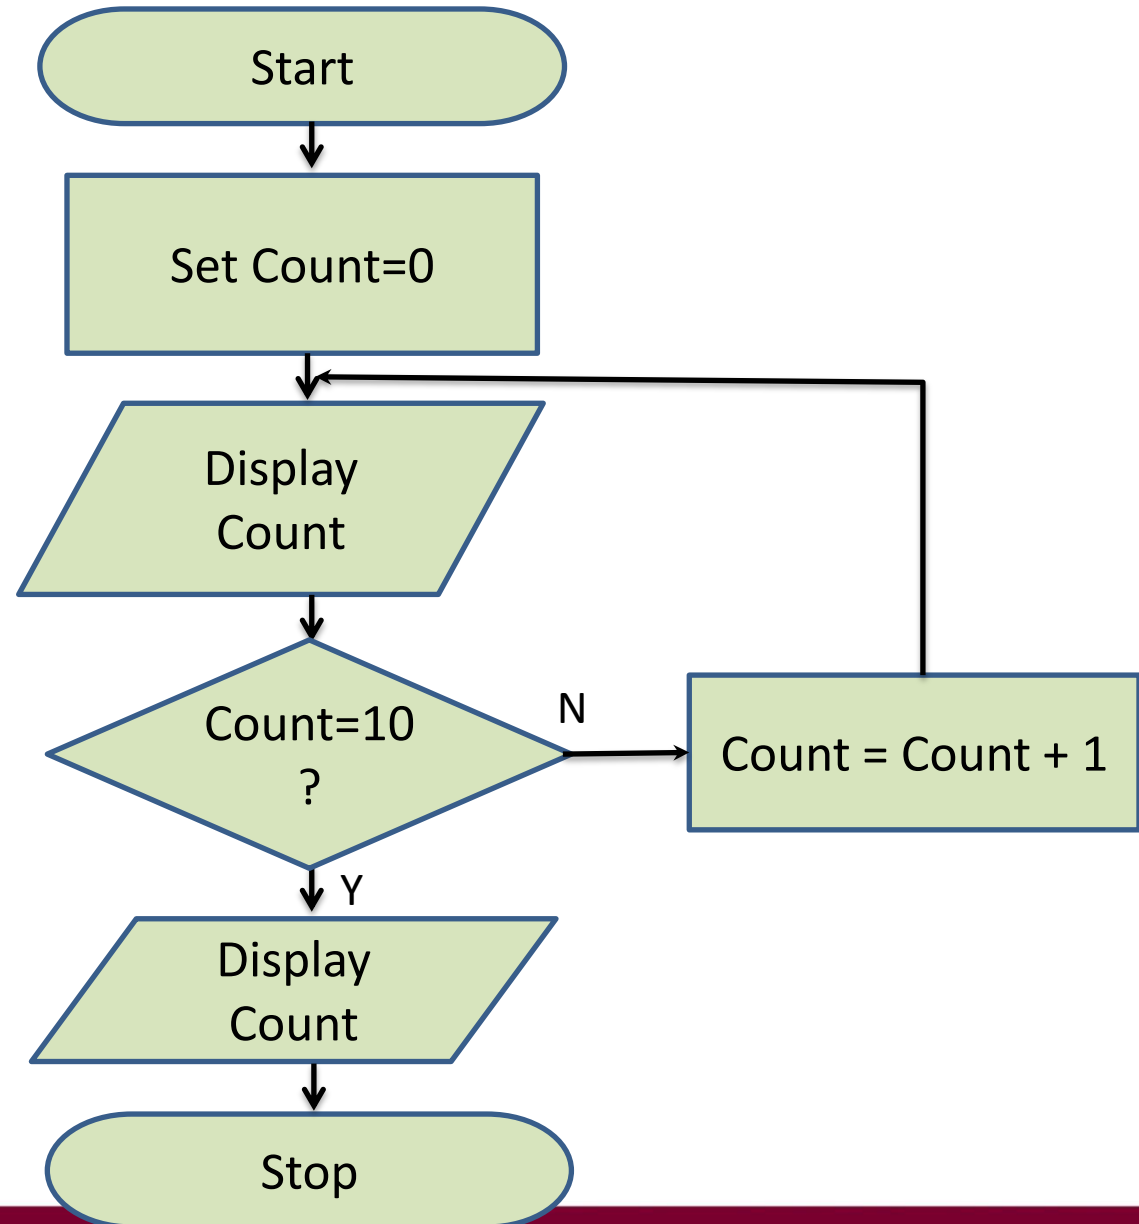 Start
Set Count=0
Display
Count
Count=10
?
N
Count = Count + 1
Y
Display
Count
Stop